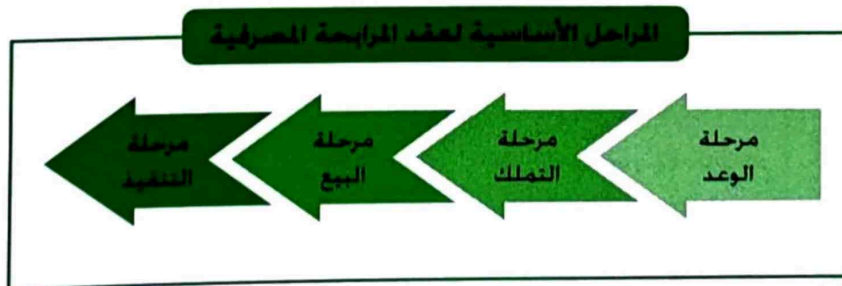 المراحل الأساسية لعقد المرابحة المصرفية
مرحلة
الوعد
مرحلة
التملك
مرحلة
البيع
مرحلة
التنفيذ